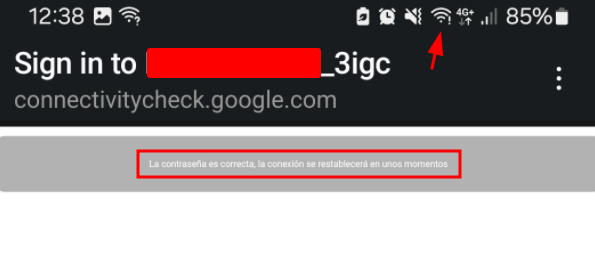 12:38 4G+ 85%
Sign in to _3igc
connectivitycheck.google.com
La contraseña es correcta, la conexión se restablecerá en unos momentos